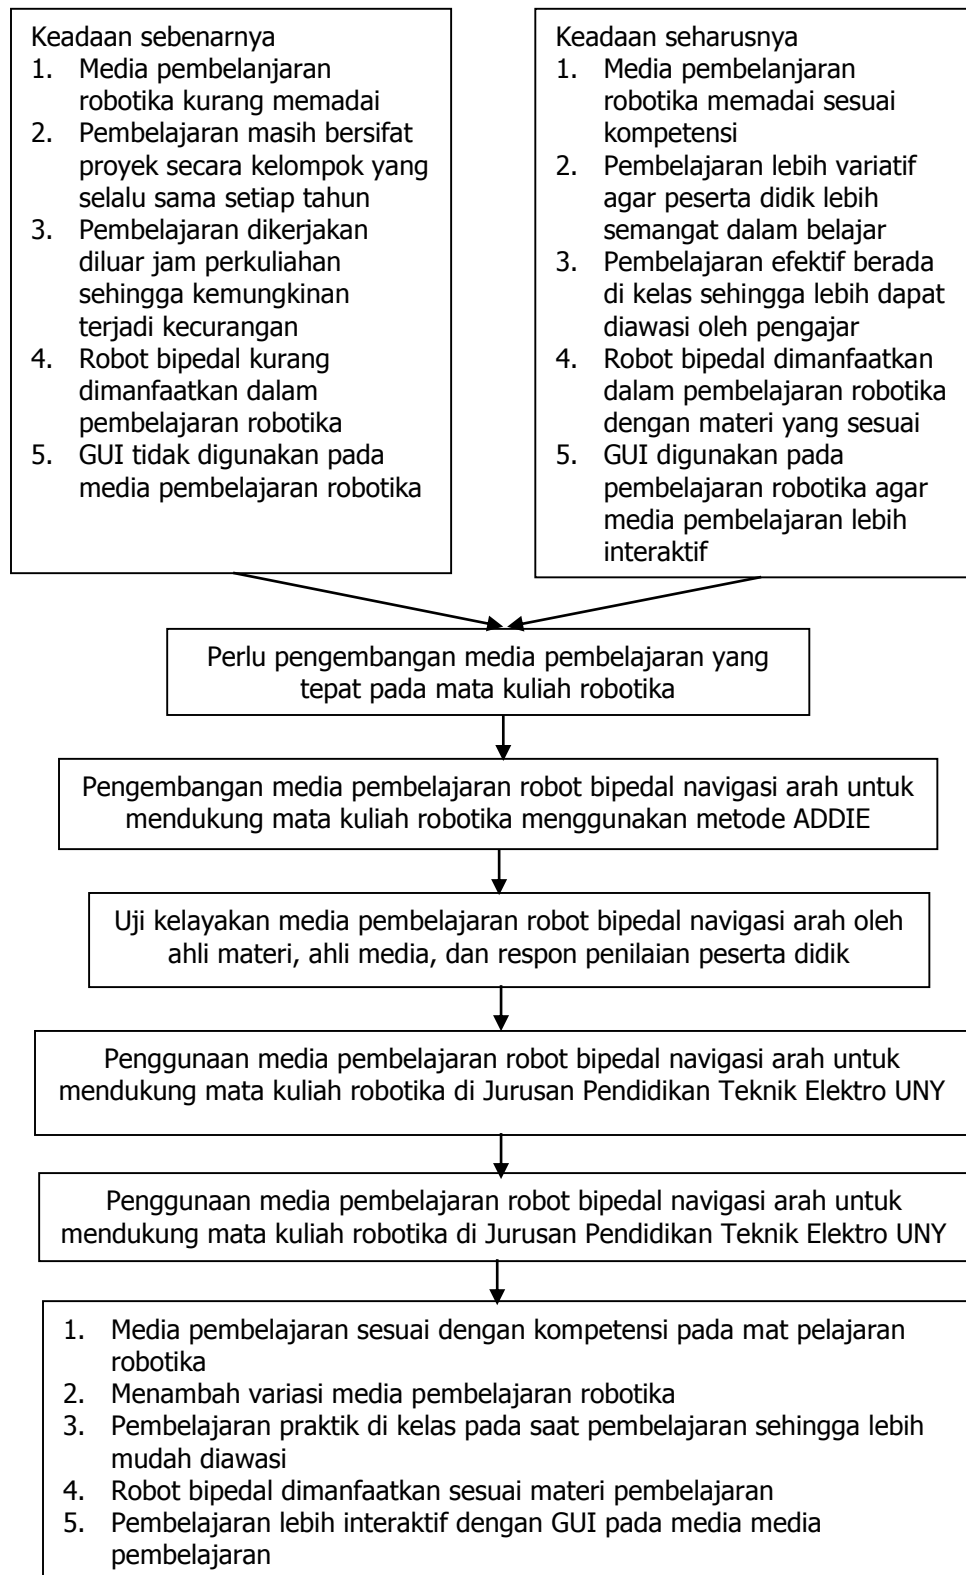 Keadaan sebenarnya
1. Media pembelanjaran
robotika kurang memadai
2. Pembelajaran masih bersifat
proyek secara kelompok yang
selalu sama setiap tahun
3. Pembelajaran dikerjakan
diluar jam perkuliahan
sehingga kemungkinan
terjadi kecurangan
4. Robot bipedal kurang
dimanfaatkan dalam
pembelajaran robotika
5. GUI tidak digunakan pada
media pembelajaran robotika
Keadaan seharusnya
1. Media pembelanjaran
robotika memadai sesuai
kompetensi
2. Pembelajaran lebih variatif
agar peserta didik lebih
semangat dalam belajar
3. Pembelajaran efektif berada
di kelas sehingga lebih dapat
diawasi oleh pengajar
4. Robot bipedal dimanfaatkan
dalam pembelajaran robotika
dengan materi yang sesuai
5. GUI digunakan pada
pembelajaran robotika agar
media pembelajaran lebih
interaktif
Perlu pengembangan media pembelajaran yang
tepat pada mata kuliah robotika
Pengembangan media pembelajaran robot bipedal navigasi arah untuk
mendukung mata kuliah robotika menggunakan metode ADDIE
Uji kelayakan media pembelajaran robot bipedal navigasi arah oleh
ahli materi, ahli media, dan respon penilaian peserta didik
Penggunaan media pembelajaran robot bipedal navigasi arah untuk
mendukung mata kuliah robotika di Jurusan Pendidikan Teknik Elektro UNY
Penggunaan media pembelajaran robot bipedal navigasi arah untuk
mendukung mata kuliah robotika di Jurusan Pendidikan Teknik Elektro UNY
1. Media pembelajaran sesuai dengan kompetensi pada mat pelajaran
robotika
2. Menambah variasi media pembelajaran robotika
3. Pembelajaran praktik di kelas pada saat pembelajaran sehingga lebih
mudah diawasi
4. Robot bipedal dimanfaatkan sesuai materi pembelajaran
5. Pembelajaran lebih interaktif dengan GUI pada media media
pembelajaran